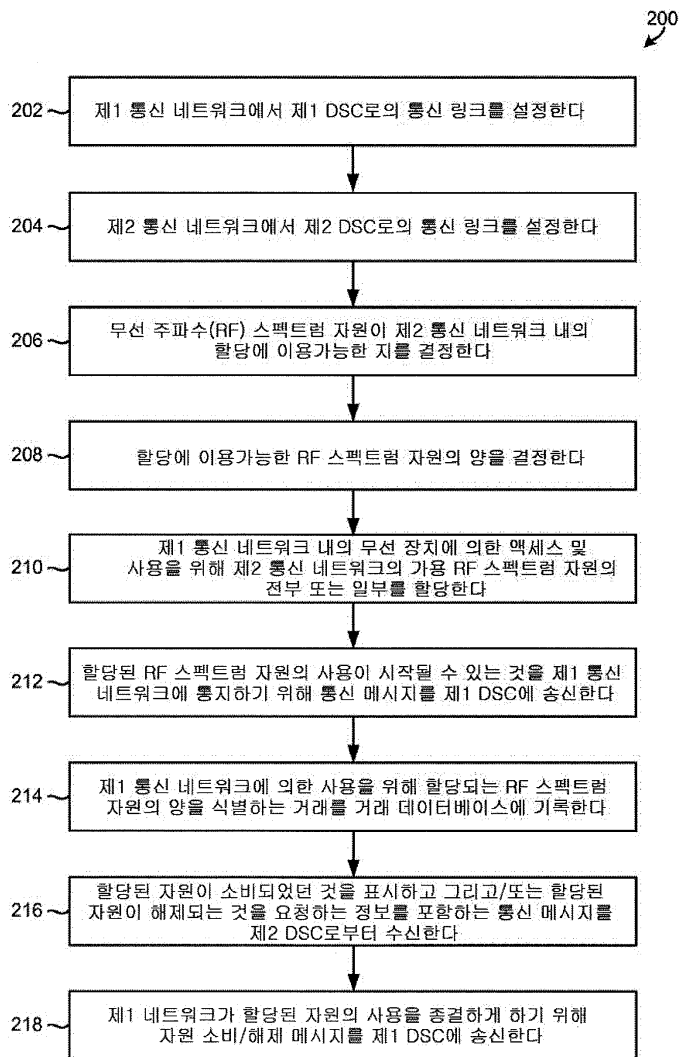 200
202
제1 통신 네트워크에서 제1 DSC로의 통신 링크를 설정한다
204
제2 통신 네트워크에서 제2 DSC로의 통신 링크를 설정한다
206
무선 주파수(RF) 스펙트럼 자원이 제2 통신 네트워크 내의
할당에 이용가능한 지를 결정한다
208
할당에 이용가능한 RF 스펙트럼 자원의 양을 결정한다
210
제1 통신 네트워크 내의 무선 장치에 의한 액세스 및
사용을 위해 제2 통신 네트워크의 가용 RF 스펙트럼 자원의
전부 또는 일부를 할당한다
212
할당된 RF 스펙트럼 자원의 사용이 시작될 수 있는 것을 제1 통신
네트워크에 통지하기 위해 통신 메시지를 제1 DSC에 송신한다
214
제1 통신 네트워크에 의한 사용을 위해 할당되는 RF 스펙트럼
자원의 양을 식별하는 거래를 거래 데이터베이스에 기록한다
216
할당된 자원이 소비되었던 것을 표시하고 그리고/또는 할당된
자원이 해제되는 것을 요청하는 정보를 포함하는 통신 메시지를
제2 DSC로부터 수신한다
218
제1 네트워크가 할당된 자원의 사용을 종결하게 하기 위해
자원 소비/해제 메시지를 제1 DSC에 송신한다